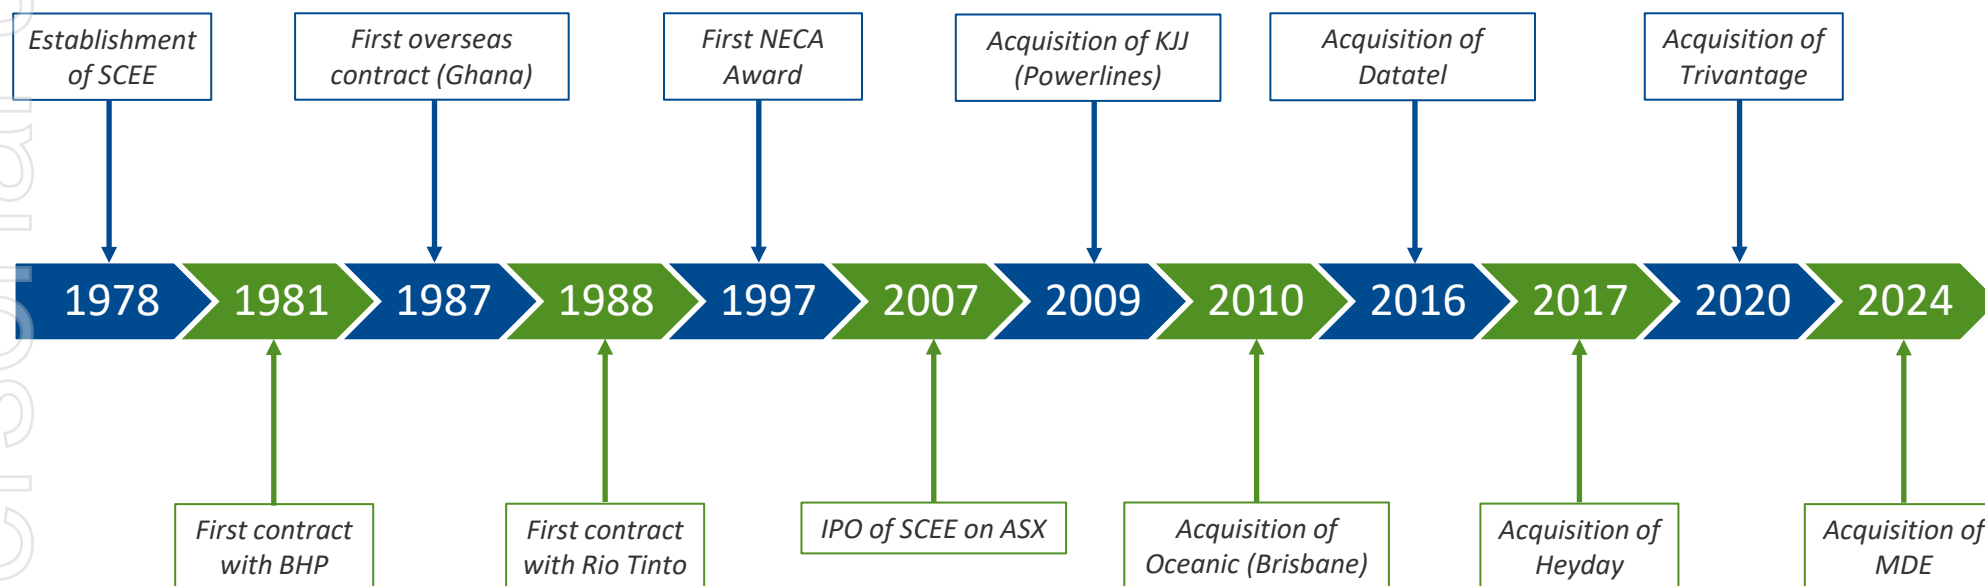 Establishment
of SCEE
First overseas
contract (Ghana)
First NECA
Award
Acquisition of KJJ
(Powerlines)
Acquisition of
Datatel
Acquisition of
Trivantage
1978
1981
1987
1988
1997
2007
2009
2010
2016
2017
2020
2024
First contract
with BHP
First contract
with Rio Tinto
IPO of SCEE on ASX
Acquisition of
Oceanic (Brisbane)
Acquisition of
Heyday
Acquisition of
MDE